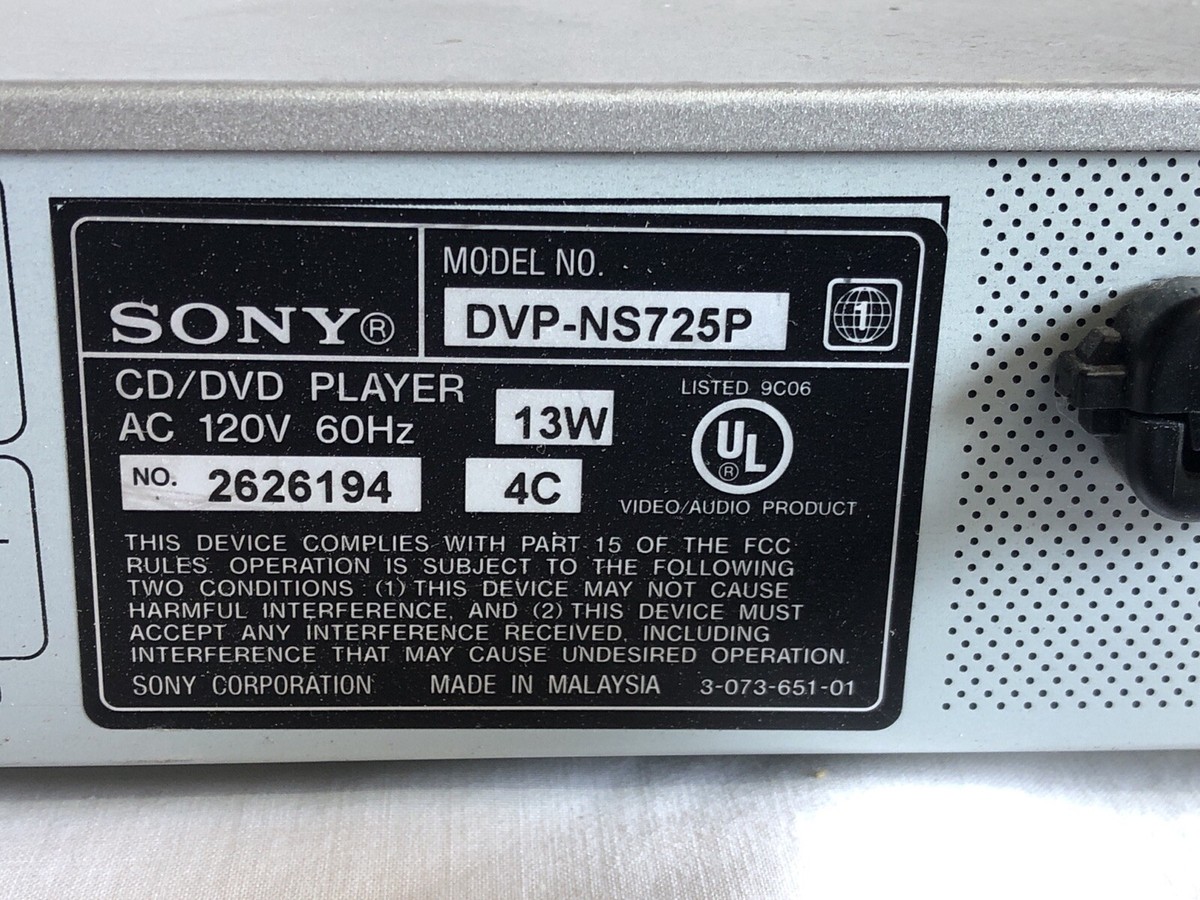 SONY®
MODEL NO.
DVP-NS725P
1
CD/DVD PLAYER
AC 120V 60Hz
13W
NO. 2626194
4C
LISTED 9C06
UL ®
VIDEO/AUDIO PRODUCT
THIS DEVICE COMPLIES WITH PART 15 OF THE FCC
RULES. OPERATION IS SUBJECT TO THE FOLLOWING
TWO CONDITIONS : (1) THIS DEVICE MAY NOT CAUSE
HARMFUL INTERFERENCE, AND (2) THIS DEVICE MUST
ACCEPT ANY INTERFERENCE RECEIVED, INCLUDING
INTERFERENCE THAT MAY CAUSE UNDESIRED OPERATION.
SONY CORPORATION MADE IN MALAYSIA 3-073-651-01